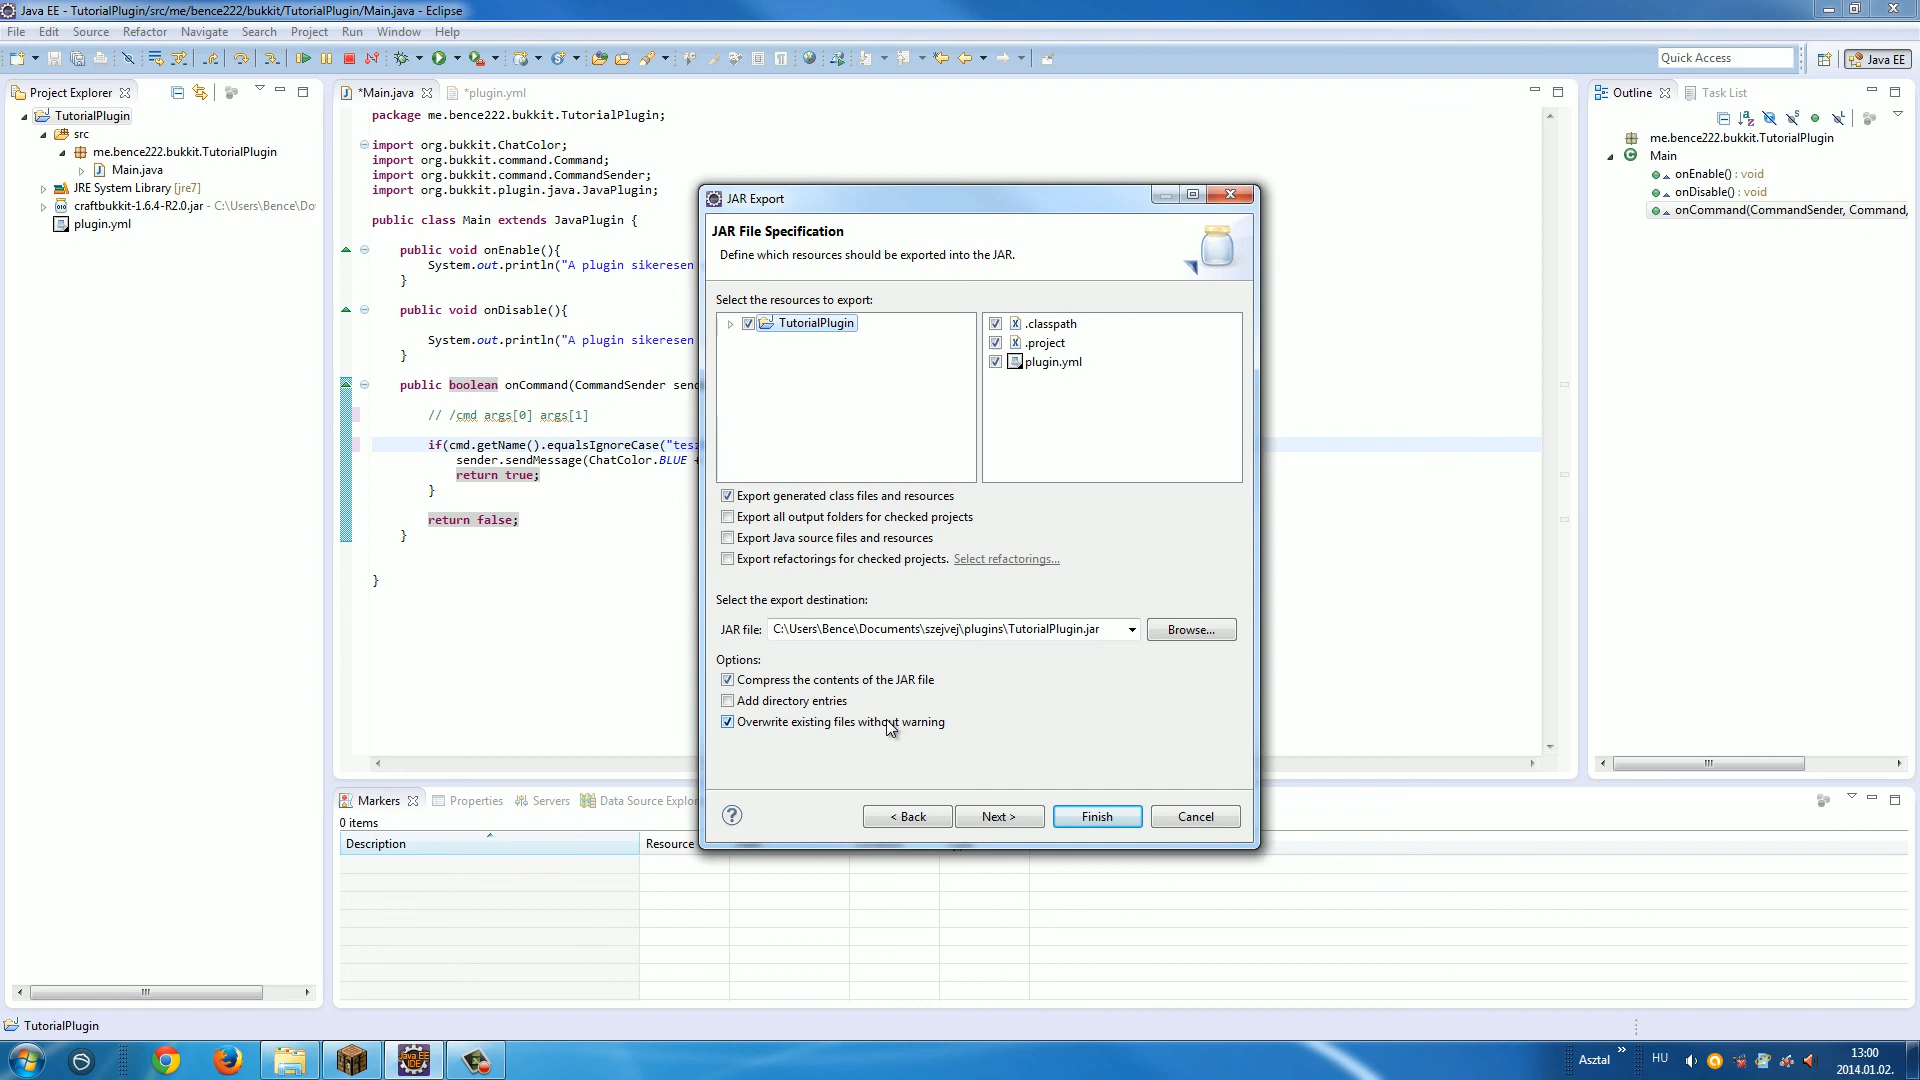 Java EE - TutorialPlugin/src/me/bence222/bukkit/TutorialPlugin/Main.java - Eclipse
File Edit Source Refactor Navigate Search Project Run Window Help
Quick Access
Java EE
Project Explorer
TutorialPlugin
src
me.bence222.bukkit.TutorialPlugin
Main.java
JRE System Library [jre7]
craftbukkit-1.6.4-R2.0.jar - C:\Users\Bence\Do
plugin.yml
*Main.java
*plugin.yml
package me.bence222.bukkit.TutorialPlugin;
import org.bukkit.ChatColor;
import org.bukkit.command.Command;
import org.bukkit.command.CommandSender;
import org.bukkit.plugin.java.JavaPlugin;
public class Main extends JavaPlugin {
public void onEnable(){
System.out.println("A plugin sikeresen
}
public void onDisable(){
System.out.println("A plugin sikeresen
}
public boolean onCommand(CommandSender send
// /cmd args[0] args[1]
if(cmd.getName().equalsIgnoreCase("tesz
sender.sendMessage(ChatColor.BLUE +
return true;
}
return false;
}
}
JAR Export
JAR File Specification
Define which resources should be exported into the JAR.
Select the resources to export:
TutorialPlugin
.classpath
.project
plugin.yml
Export generated class files and resources
Export all output folders for checked projects
Export Java source files and resources
Export refactorings for checked projects. Select refactorings...
Select the export destination:
JAR file: C:\Users\Bence\Documents\szejvej\plugins\TutorialPlugin.jar Browse...
Options:
Compress the contents of the JAR file
Add directory entries
Overwrite existing files without warning
< Back Next > Finish Cancel
Outline
Task List
me.bence222.bukkit.TutorialPlugin
Main
onEnable() : void
onDisable() : void
onCommand(CommandSender, Command,
Markers Properties Servers Data Source Explor
0 items
Description Resource
TutorialPlugin
Asztal
HU
13:00
2014.01.02.